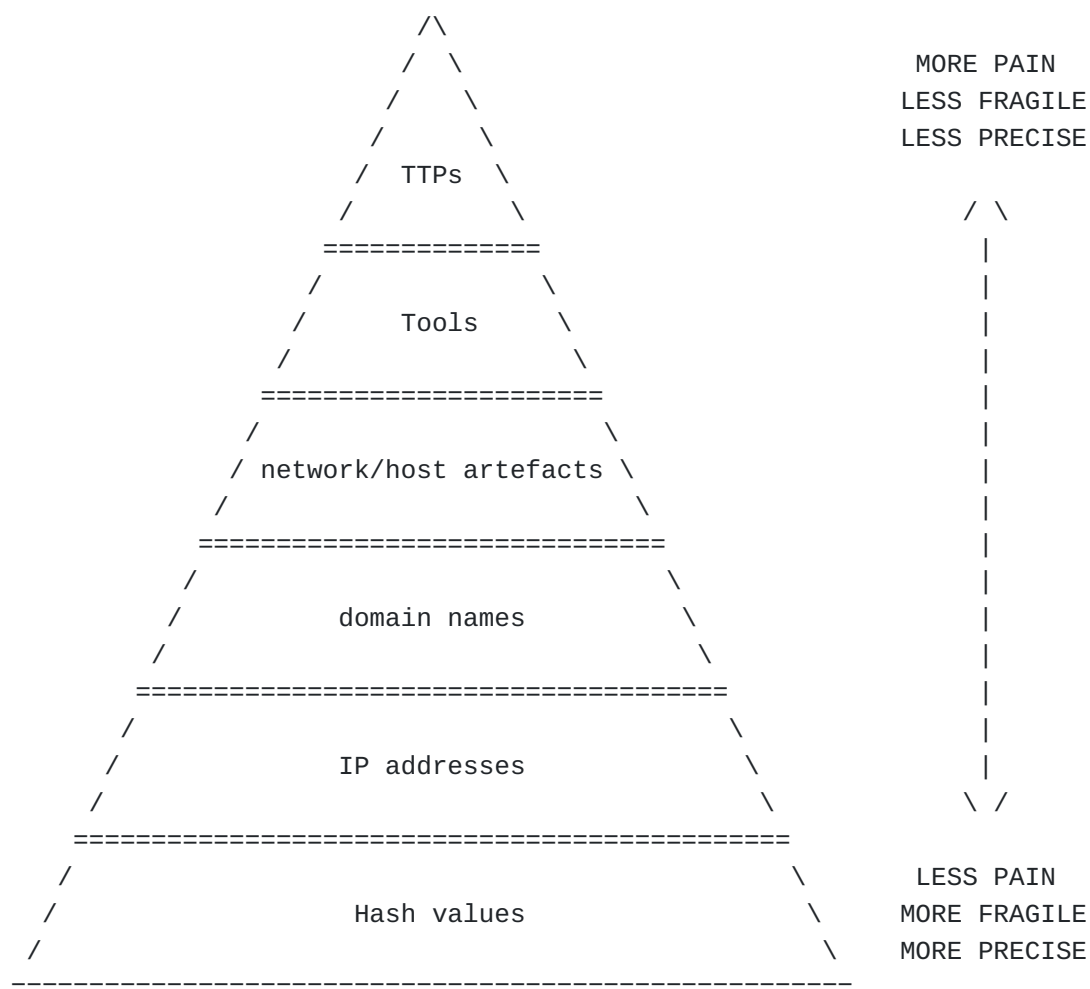 MORE PAIN
LESS FRAGILE
LESS PRECISE
TTPs
Tools
network/host artefacts
domain names
IP addresses
Hash values
LESS PAIN
MORE FRAGILE
MORE PRECISE